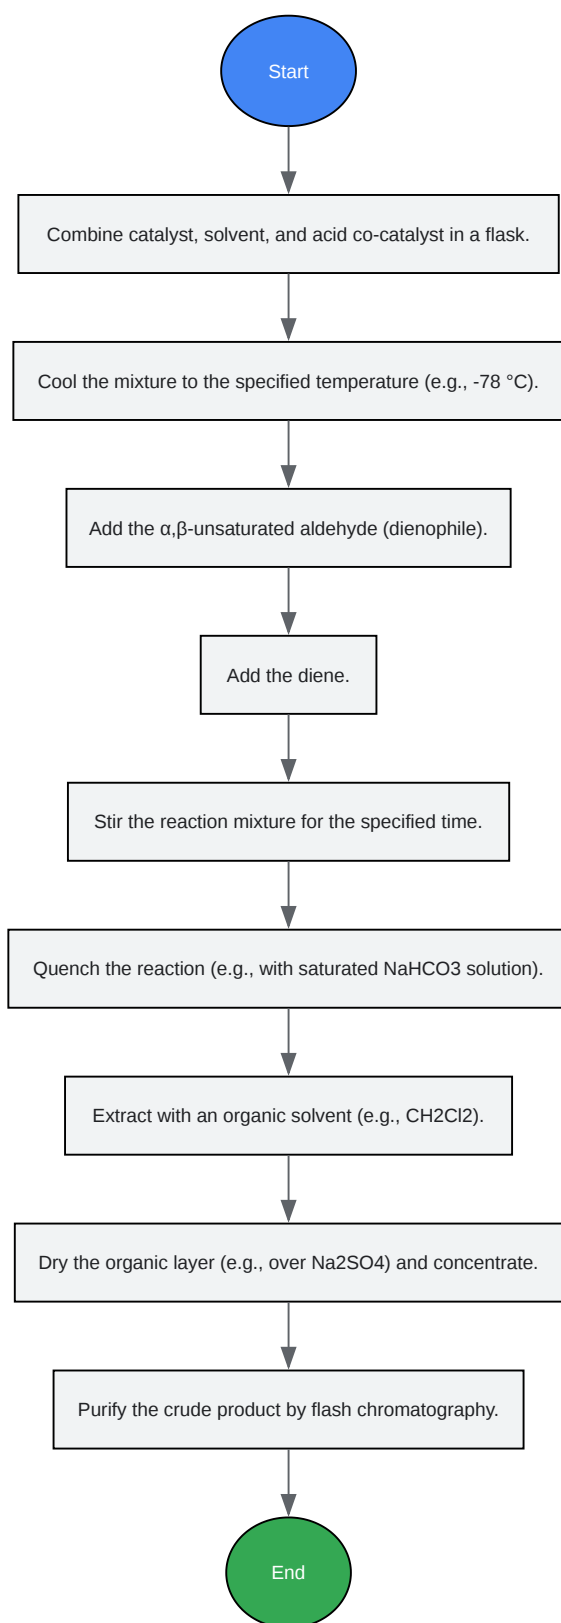 Start
Combine catalyst, solvent, and acid co-catalyst in a flask.
Cool the mixture to the specified temperature (e.g., -78 °C).
Add the α,β-unsaturated aldehyde (dienophile).
Add the diene.
Stir the reaction mixture for the specified time.
Quench the reaction (e.g., with saturated NaHCO3 solution).
Extract with an organic solvent (e.g., CH2Cl2).
Dry the organic layer (e.g., over Na2SO4) and concentrate.
Purify the crude product by flash chromatography.
End